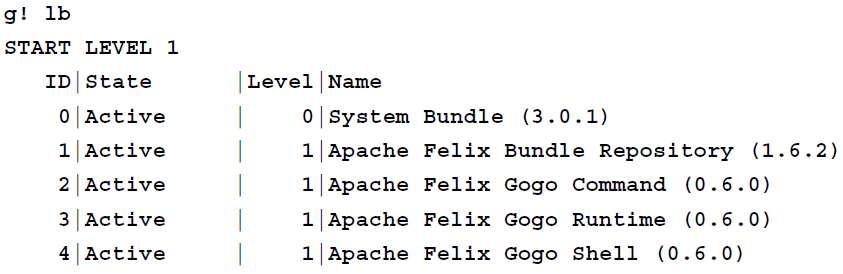 g! lb
START LEVEL 1
   ID|State      |Level|Name
    0|Active     |    0|System Bundle (3.0.1)
    1|Active     |    1|Apache Felix Bundle Repository (1.6.2)
    2|Active     |    1|Apache Felix Gogo Command (0.6.0)
    3|Active     |    1|Apache Felix Gogo Runtime (0.6.0)
    4|Active     |    1|Apache Felix Gogo Shell (0.6.0)